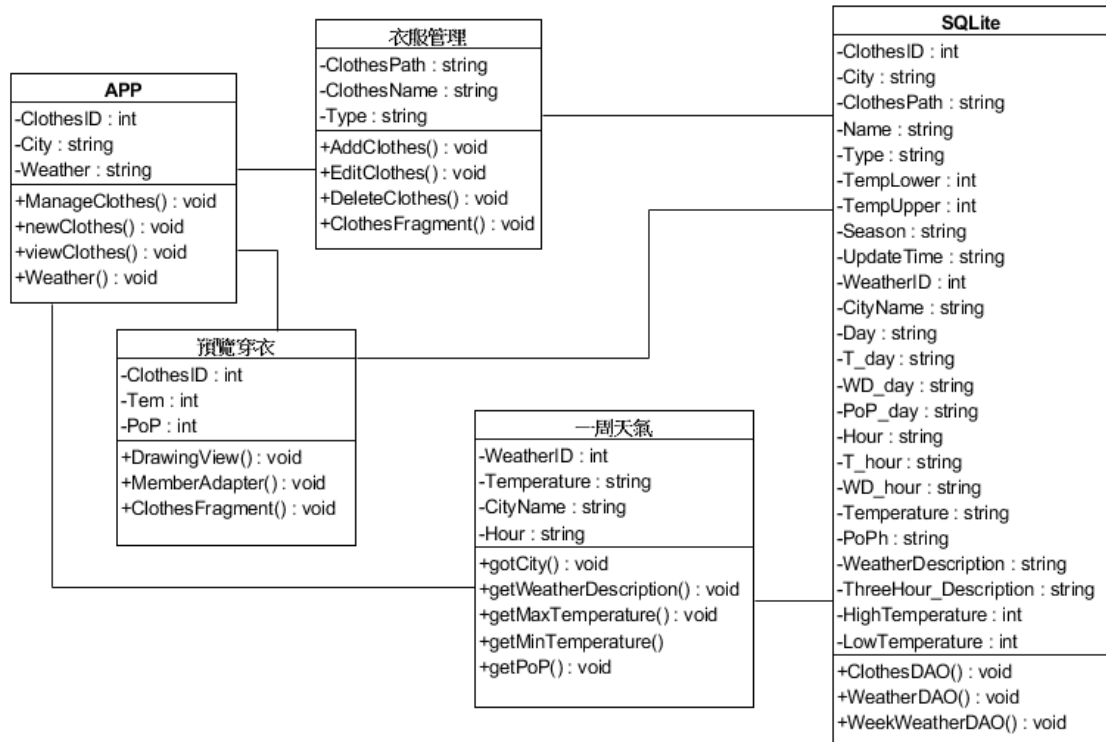 APP
-ClothesID : int
-City : string
-Weather : string
+ManageClothes() : void
+newClothes() : void
+viewClothes() : void
+Weather() : void
衣服管理
-ClothesPath : string
-ClothesName : string
-Type : string
+AddClothes() : void
+EditClothes() : void
+DeleteClothes() : void
+ClothesFragment() : void
預覽穿衣
-ClothesID : int
-Tem : int
-PoP : int
+DrawingView() : void
+MemberAdapter() : void
+ClothesFragment() : void
一周天氣
-WeatherID : int
-Temperature : string
-CityName : string
-Hour : string
+gotCity() : void
+getWeatherDescription() : void
+getMaxTemperature() : void
+getMinTemperature()
+getPoP() : void
SQLite
-ClothesID : int
-City : string
-ClothesPath : string
-Name : string
-Type : string
-TempLower : int
-TempUpper : int
-Season : string
-UpdateTime : string
-WeatherID : int
-CityName : string
-Day : string
-T_day : string
-WD_day : string
-PoP_day : string
-Hour : string
-T_hour : string
-WD_hour : string
-Temperature : string
-PoPh : string
-WeatherDescription : string
-ThreeHour_Description : string
-HighTemperature : int
-LowTemperature : int
+ClothesDAO() : void
+WeatherDAO() : void
+WeekWeatherDAO() : void